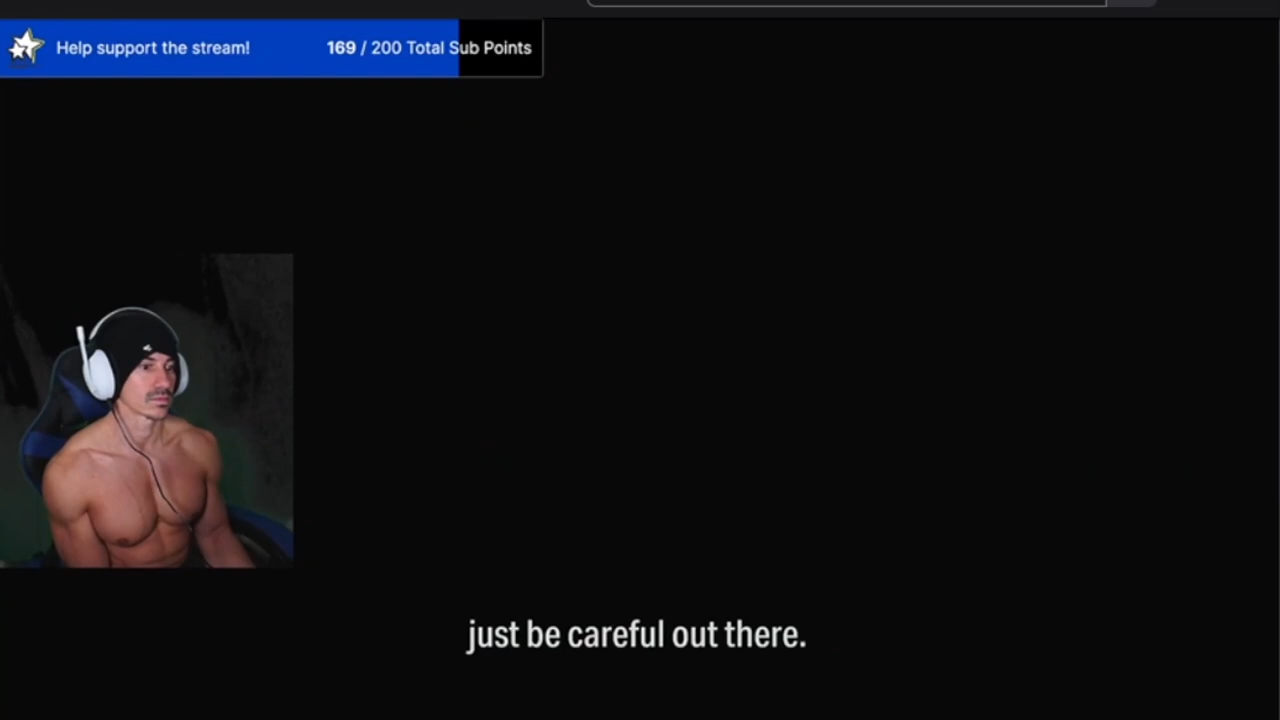 Help support the stream!
169 / 200 Total Sub Points
just be careful out there.